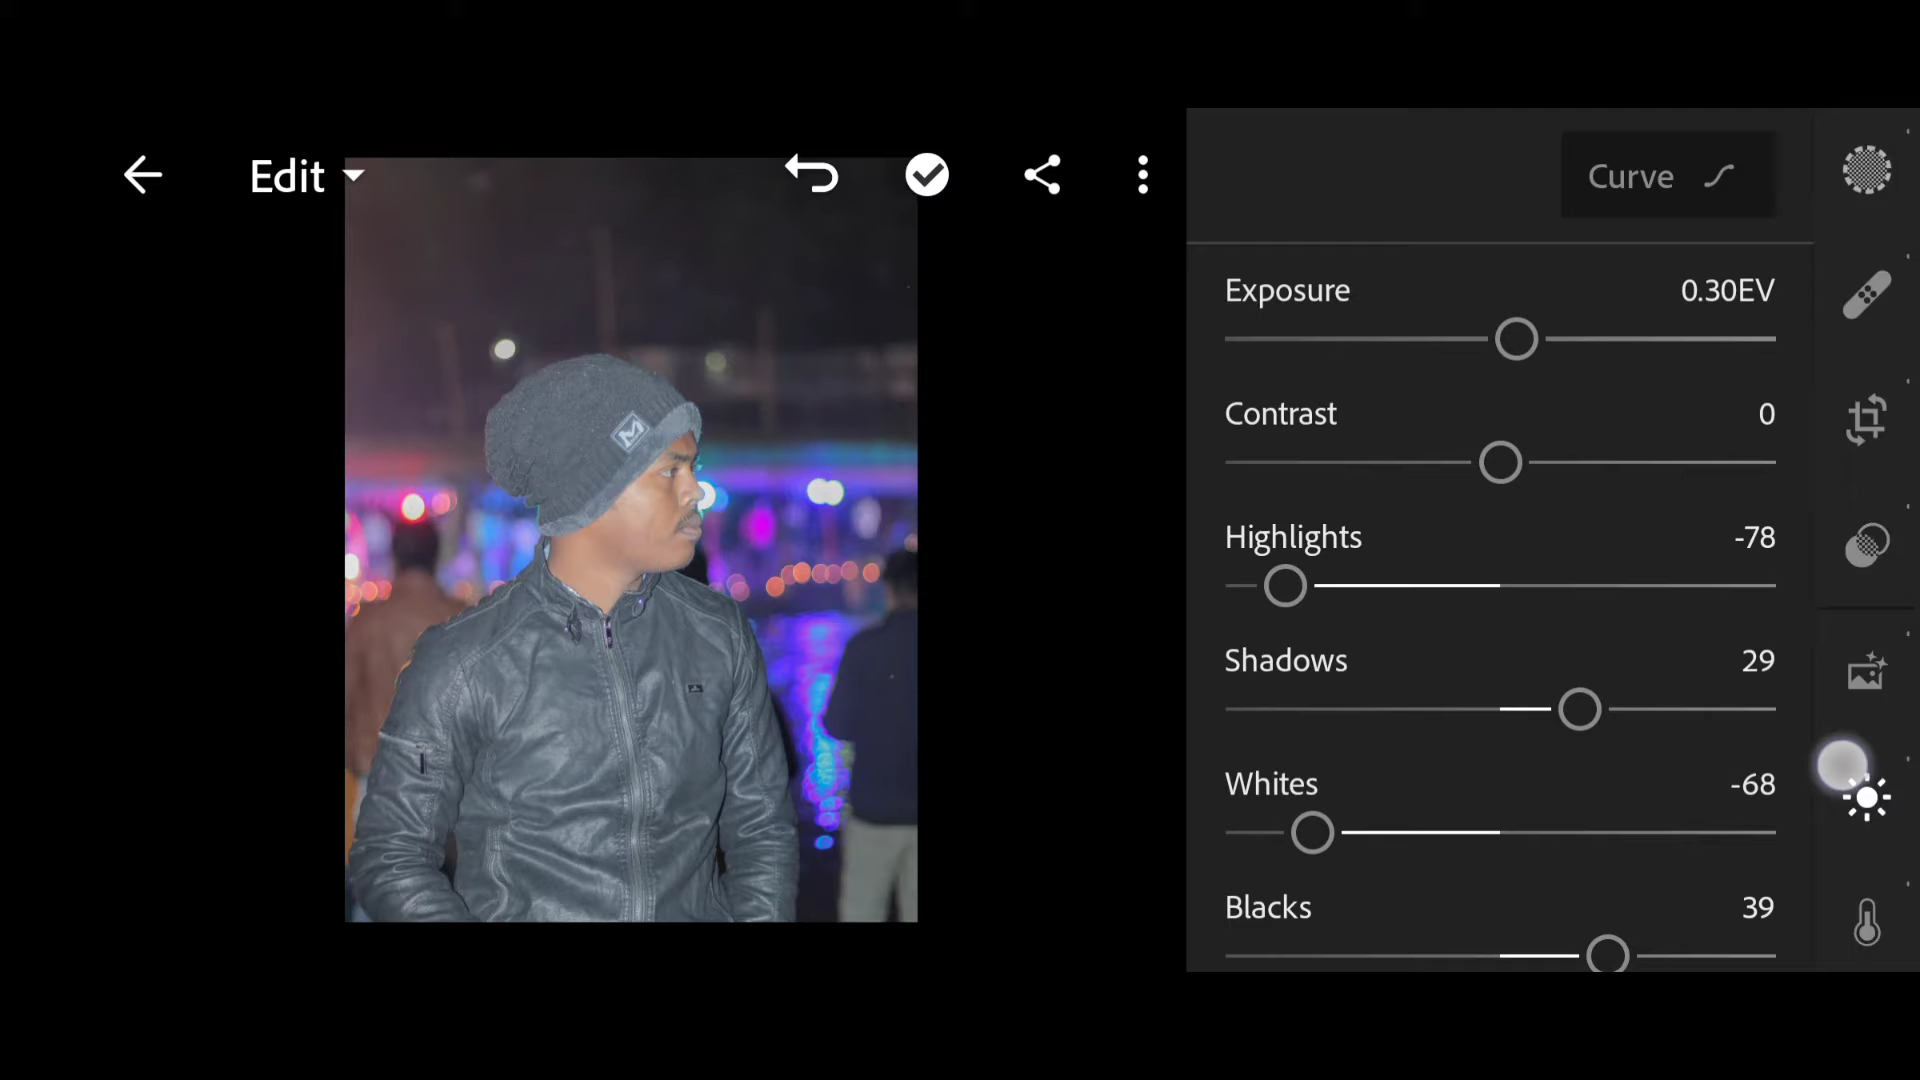 Edit
Curve
Exposure 0.30EV
Contrast 0
Highlights -78
Shadows 29
Whites -68
Blacks 39
M